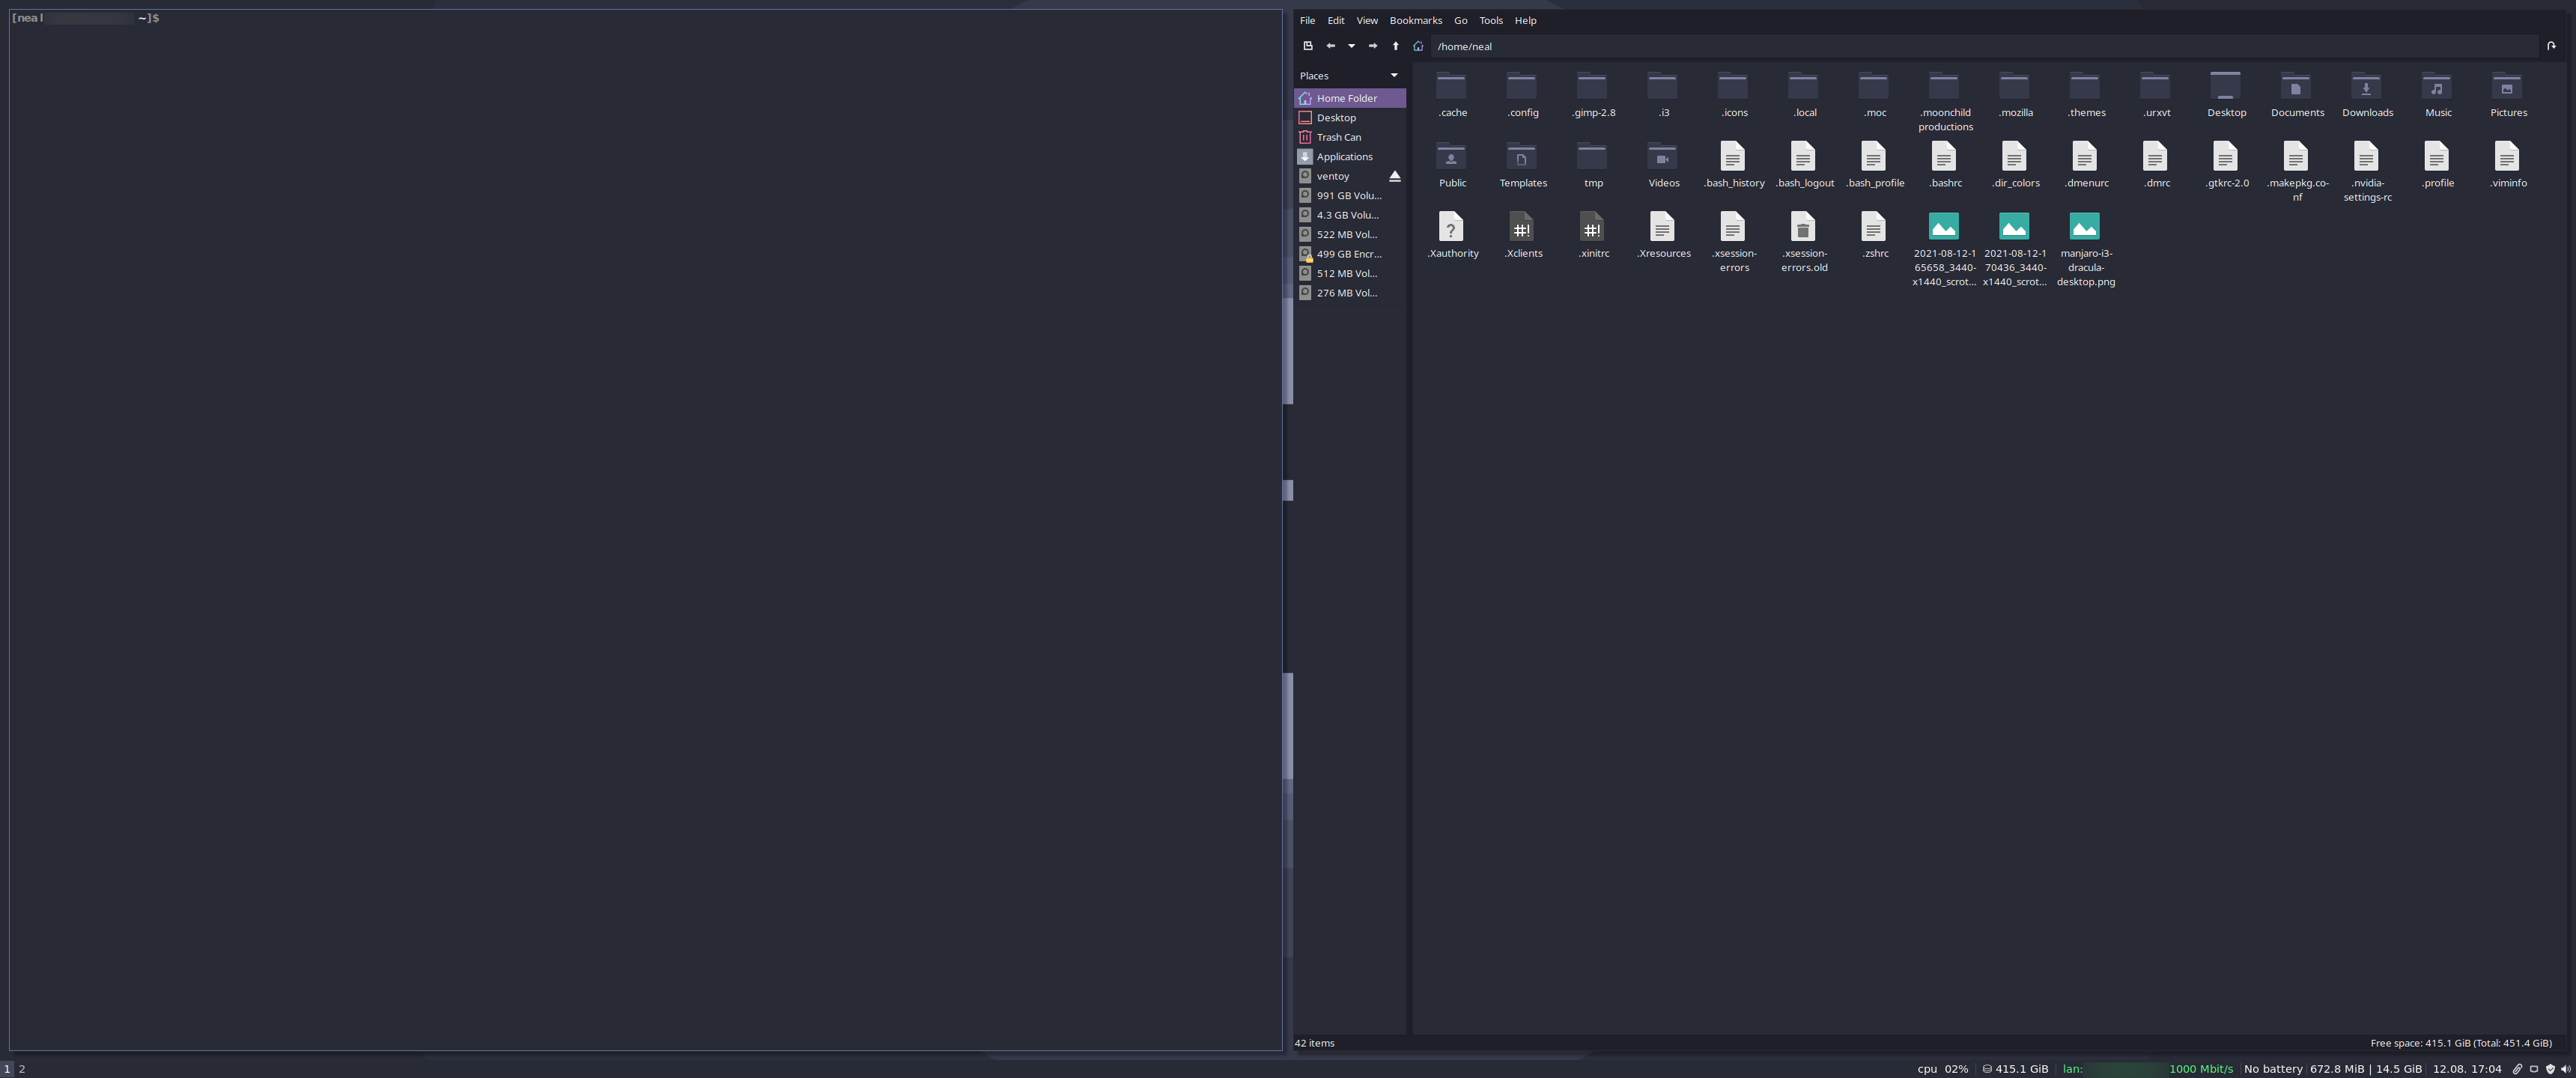 [neal ~]$
File Edit View Bookmarks Go Tools Help
/home/neal
Places
Home Folder
Desktop
Trash Can
Applications
ventoy
991 GB Volu...
4.3 GB Volu...
522 MB Vol...
499 GB Encr...
512 MB Vol...
276 MB Vol...
.cache .config .gimp-2.8 .i3 .icons .local .moc .moonchild productions .mozilla .themes .urxvt Desktop Documents Downloads Music Pictures
Public Templates tmp Videos .bash_history .bash_logout .bash_profile .bashrc .dir_colors .dmenurc .dmrc .gtkrc-2.0 .makepkg.co-nf .nvidia-settings-rc .profile .viminfo
.Xauthority .Xclients .xinitrc .Xresources .xsession-errors .xsession-errors.old .zshrc 2021-08-12-165658_3440-x1440_scrot... 2021-08-12-170436_3440-x1440_scrot... manjaro-i3-dracula-desktop.png
42 items
Free space: 415.1 GiB (Total: 451.4 GiB)
1 2
cpu 02% 415.1 GiB lan: 1000 Mbit/s No battery 672.8 MiB | 14.5 GiB 12.08. 17:04